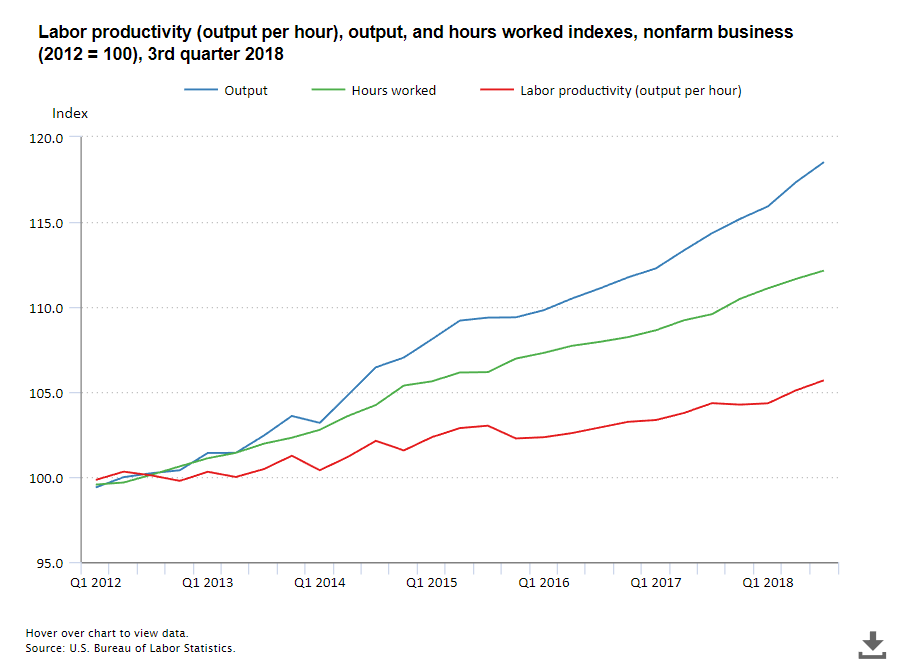 Labor productivity (output per hour), output, and hours worked indexes, nonfarm business
(2012 = 100), 3rd quarter 2018
Output Hours worked Labor productivity (output per hour)
Index
120.0
115.0
110.0
105.0
100.0
95.0
Q1 2012 Q1 2013 Q1 2014 Q1 2015 Q1 2016 Q1 2017 Q1 2018
Hover over chart to view data.
Source: U.S. Bureau of Labor Statistics.